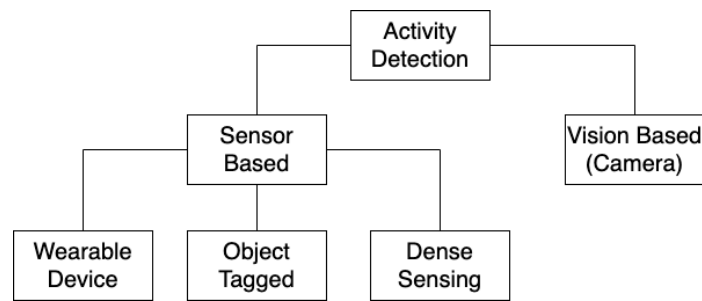 Activity
Detection
Sensor
Based
Vision Based
(Camera)
Wearable
Device
Object
Tagged
Dense
Sensing